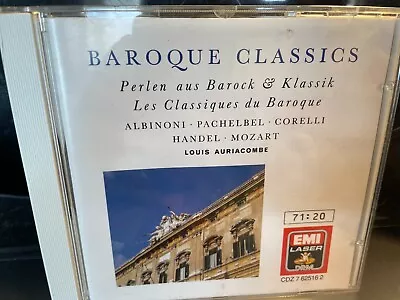 BAROQUE CLASSICS
Perlen aus Barock & Klassik
Les Classiques du Baroque
ALBINONI · PACHELBEL · CORELLI
HANDEL · MOZART
LOUIS AURIACOMBE
71:20
EMI
LASER
CDZ 7 62516 2